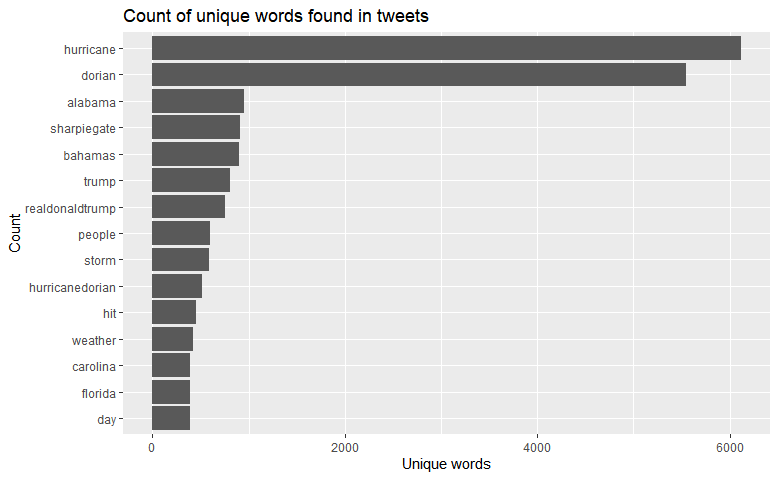 Count of unique words found in tweets
hurricane
dorian
alabama
sharpiegate
bahamas
trump
realdonaldtrump
people
storm
hurricanedorian
hit
weather
carolina
florida
day
Count
0 2000 4000 6000
Unique words